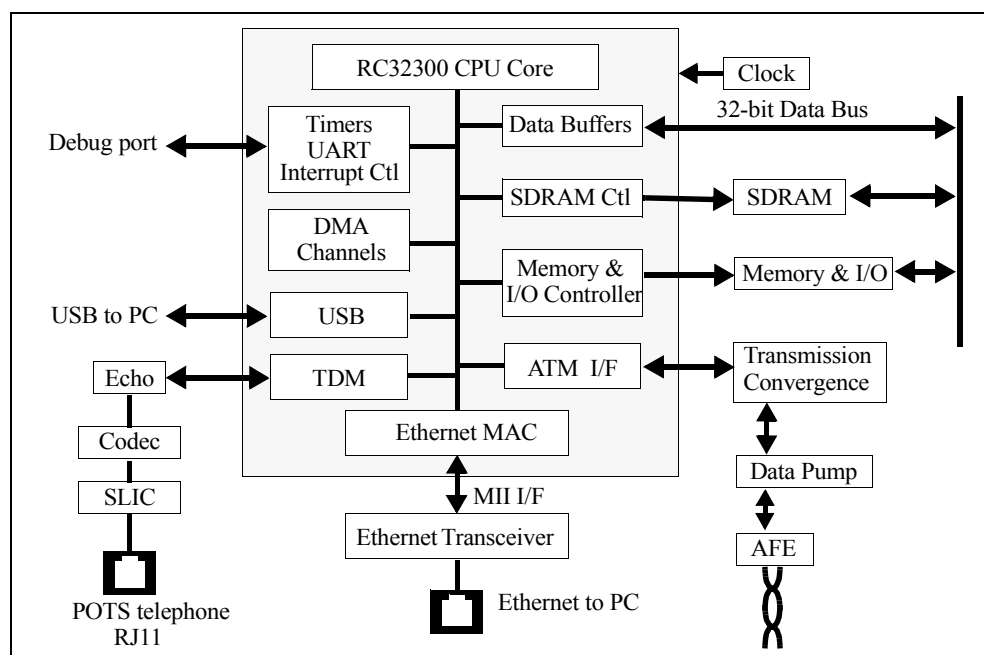 RC32300 CPU Core
Clock
32-bit Data Bus
Debug port
Timers
UART
Interrupt Ctl
Data Buffers
SDRAM Ctl
SDRAM
DMA
Channels
Memory &
I/O Controller
Memory & I/O
USB to PC
USB
Echo
TDM
ATM I/F
Transmission
Convergence
Codec
Ethernet MAC
Data Pump
SLIC
MII I/F
Ethernet Transceiver
AFE
POTS telephone
RJ11
Ethernet to PC